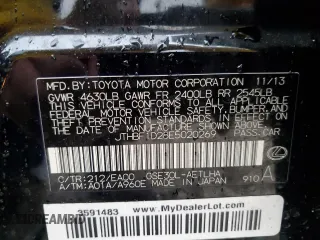 MFD.BY:TOYOTA MOTOR CORPORATION 11/13
GVWR 4630LB GAWR FR 2400LB RR 2545LB
THIS VEHICLE CONFORMS TO ALL APPLICABLE
FEDERAL MOTOR VEHICLE SAFETY, BUMPER, AND
THEFT PREVENTION STANDARDS IN EFFECT ON
THE DATE OF MANUFACTURE SHOWN ABOVE.
JTHBF1D28E5020269 PASS.CAR
C/TR:212/EA00 GSE30L-AETLHA
A/TM:A01A/A960E MADE IN JAPAN 910 A
3591483
www.MyDealerLot.com